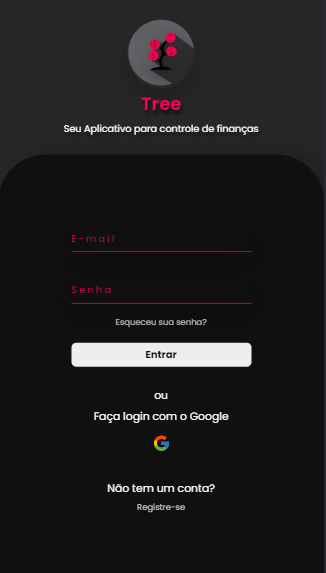 Tree
Seu Aplicativo para controle de finanças
E-mail
Senha
Esqueceu sua senha?
Entrar
ou
Faça login com o Google
Não tem um conta?
Registre-se